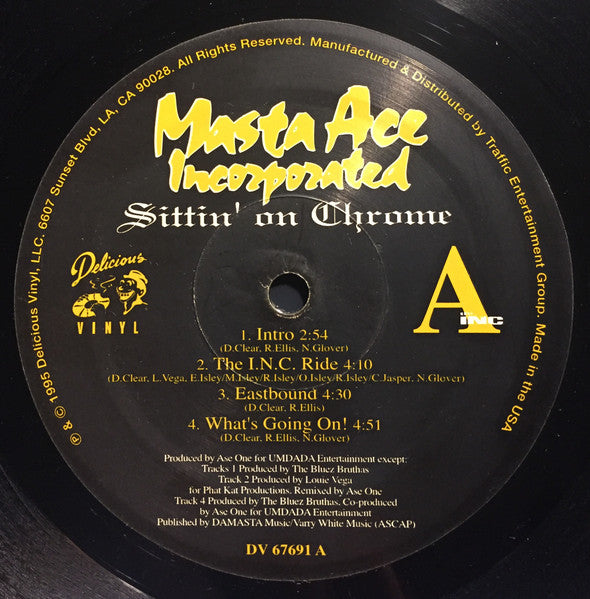 ℗ & © 1995 Delicious Vinyl, LLC. 6607 Sunset Blvd, LA, CA 90028. All Rights Reserved. Manufactured & Distributed by Traffic Entertainment Group. Made in the USA
Masta Ace
Incorporated
Sittin' on Chrome
Delicious
VINYL
A
the
INC
1. Intro 2:54
(D.Clear, R.Ellis, N.Glover)
2. The I.N.C. Ride 4:10
(D.Clear, L.Vega, E.Isley/M.Isley/R.Isley/O.Isley/R.Isley/C.Jasper, N.Glover)
3. Eastbound 4:30
(D.Clear, R.Ellis)
4. What's Going On! 4:51
(D.Clear, R.Ellis, N.Glover)
Produced by Ase One for UMDADA Entertainment except:
Tracks 1 Produced by The Bluez Bruthas
Track 2 Produced by Louie Vega
for Phat Kat Productions. Remixed by Ase One
Track 4 Produced by The Bluez Bruthas. Co-produced
by Ase One for UMDADA Entertainment
Published by DAMASTA Music/Varry White Music (ASCAP)
DV 67691 A